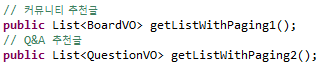 // 커뮤니티 추천글
public List<BoardVO> getListWithPaging1();
// Q&A 추천글
public List<QuestionVO> getListWithPaging2();